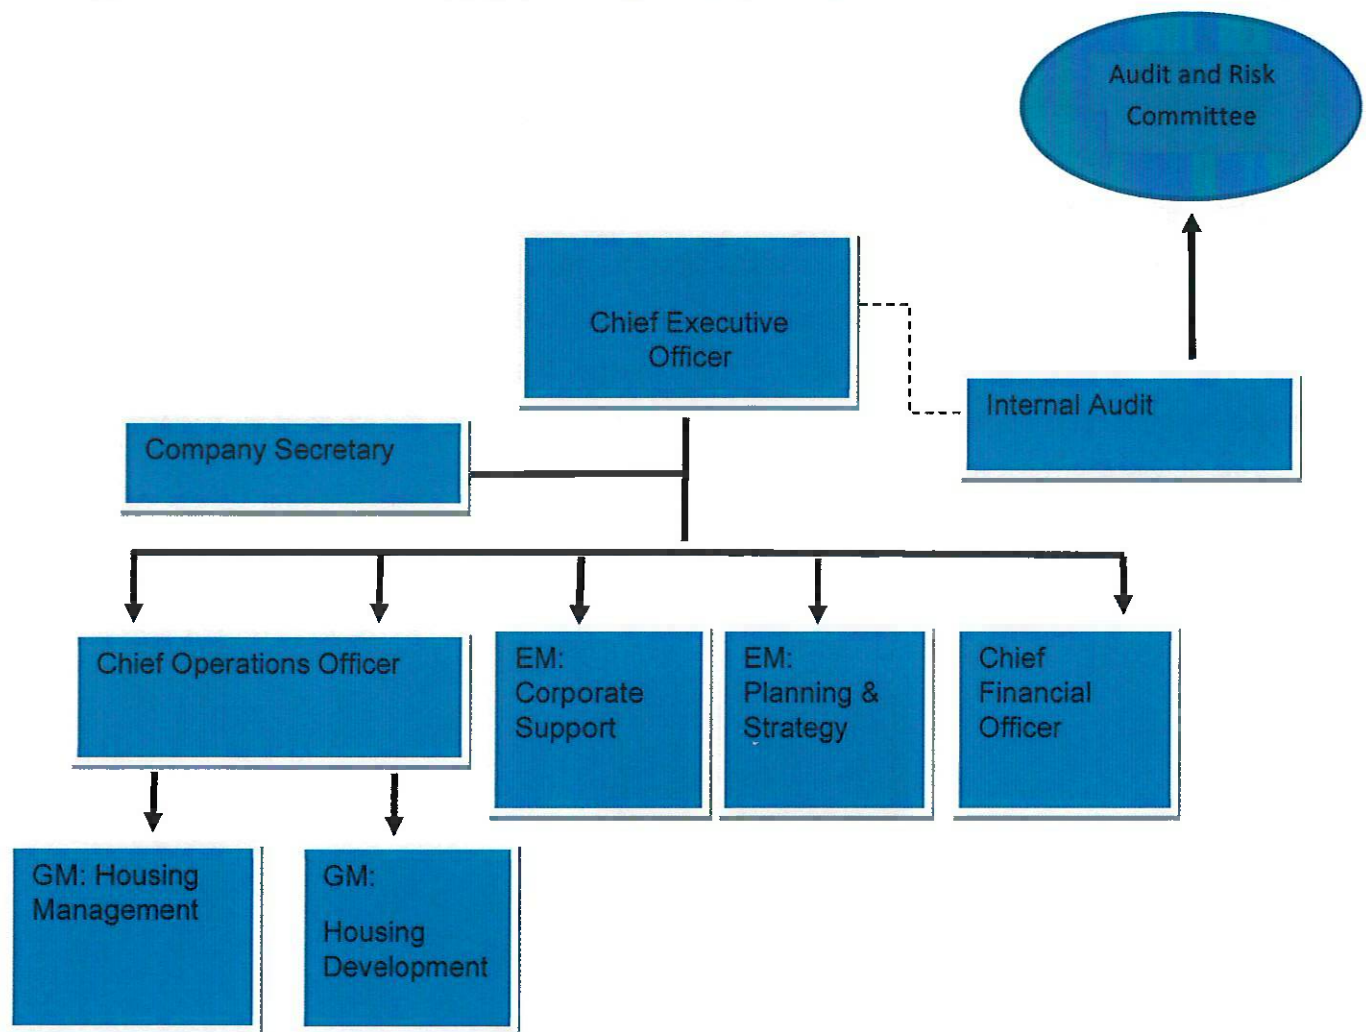 Audit and Risk
Committee
Chief Executive
Officer
Internal Audit
Company Secretary
Chief Operations Officer
EM:
Corporate
Support
EM:
Planning &
Strategy
Chief
Financial
Officer
GM: Housing
Management
GM:
Housing
Development